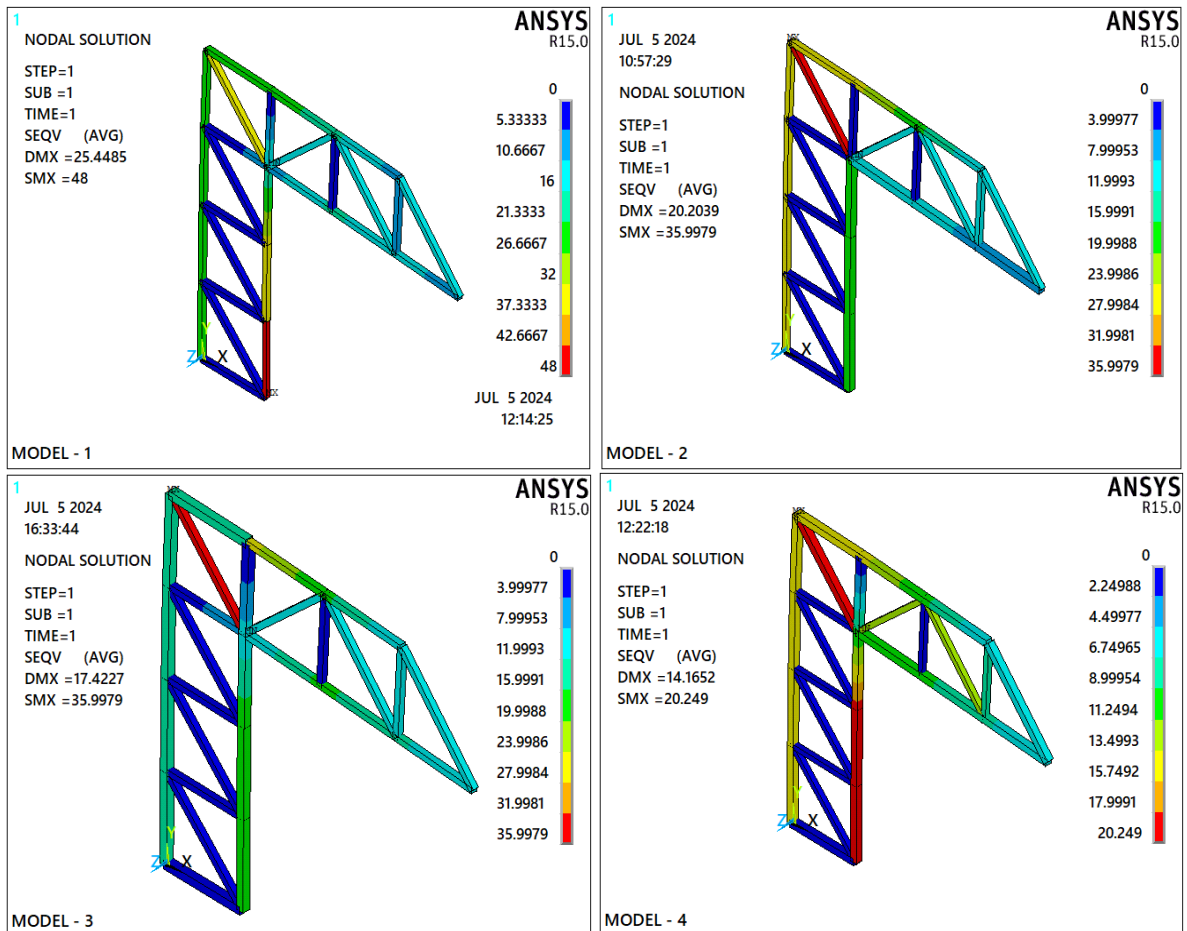 1
ANSYS
R15.0
NODAL SOLUTION
STEP=1
SUB =1
TIME=1
SEQV (AVG)
DMX =25.4485
SMX =48
0
5.33333
10.6667
16
21.3333
26.6667
32
37.3333
42.6667
48
JUL 5 2024
12:14:25
Y
Z X
MX
MODEL - 1
1
ANSYS
R15.0
JUL 5 2024
10:57:29
NODAL SOLUTION
STEP=1
SUB =1
TIME=1
SEQV (AVG)
DMX =20.2039
SMX =35.9979
0
3.99977
7.99953
11.9993
15.9991
19.9988
23.9986
27.9984
31.9981
35.9979
Y
Z X
MODEL - 2
1
ANSYS
R15.0
JUL 5 2024
16:33:44
NODAL SOLUTION
STEP=1
SUB =1
TIME=1
SEQV (AVG)
DMX =17.4227
SMX =35.9979
0
3.99977
7.99953
11.9993
15.9991
19.9988
23.9986
27.9984
31.9981
35.9979
Y
Z X
MODEL - 3
1
ANSYS
R15.0
JUL 5 2024
12:22:18
NODAL SOLUTION
STEP=1
SUB =1
TIME=1
SEQV (AVG)
DMX =14.1652
SMX =20.249
0
2.24988
4.49977
6.74965
8.99954
11.2494
13.4993
15.7492
17.9991
20.249
Y
Z X
MODEL - 4